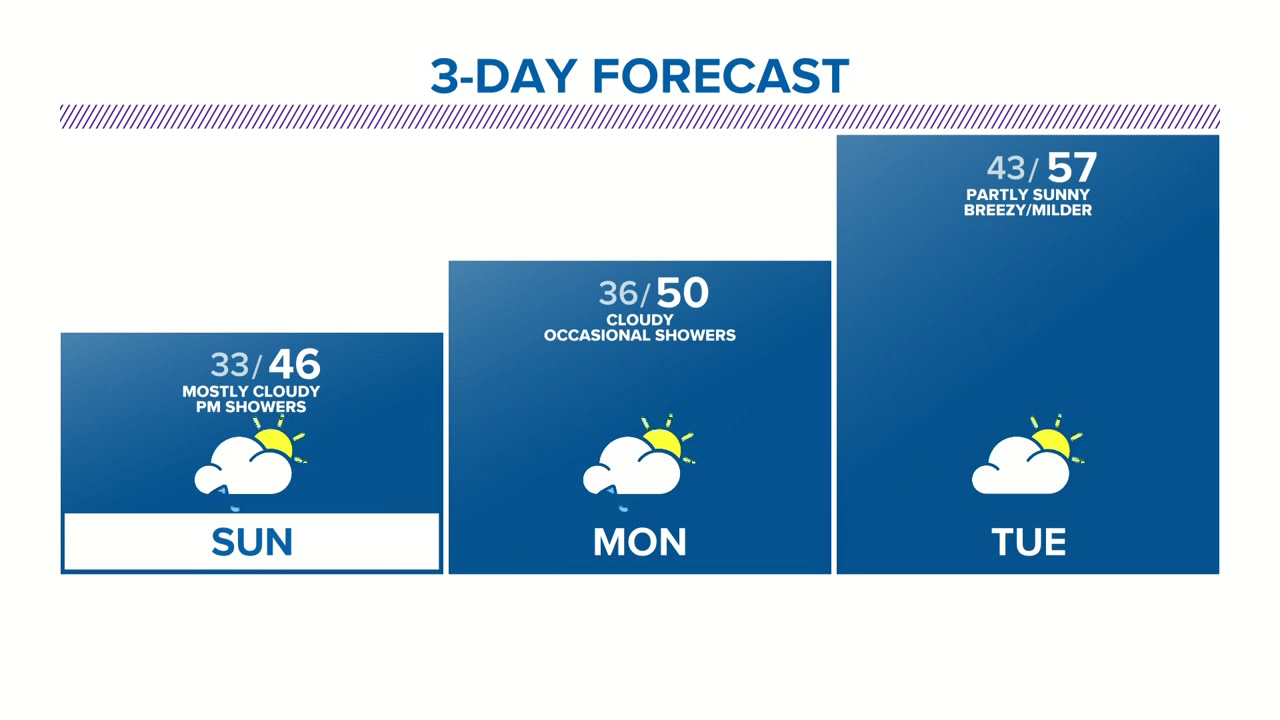 3-DAY FORECAST
33/46
MOSTLY CLOUDY
PM SHOWERS
SUN
36/50
CLOUDY
OCCASIONAL SHOWERS
MON
43/57
PARTLY SUNNY
BREEZY/MILDER
TUE